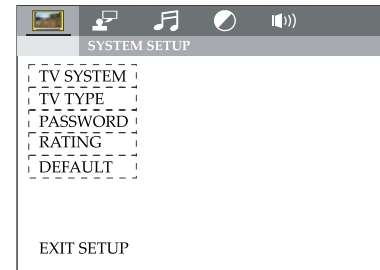 SYSTEM SETUP
TV SYSTEM
TV TYPE
PASSWORD
RATING
DEFAULT
EXIT SETUP